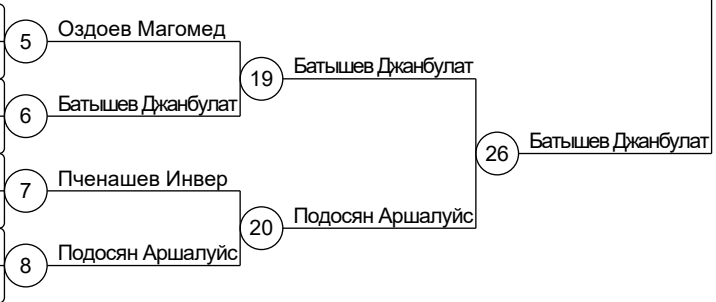 5 Оздоев Магомед
19 Батышев Джанбулат
6 Батышев Джанбулат
26 Батышев Джанбулат
7 Пченашев Инвер
20 Подосян Аршалуйс
8 Подосян Аршалуйс